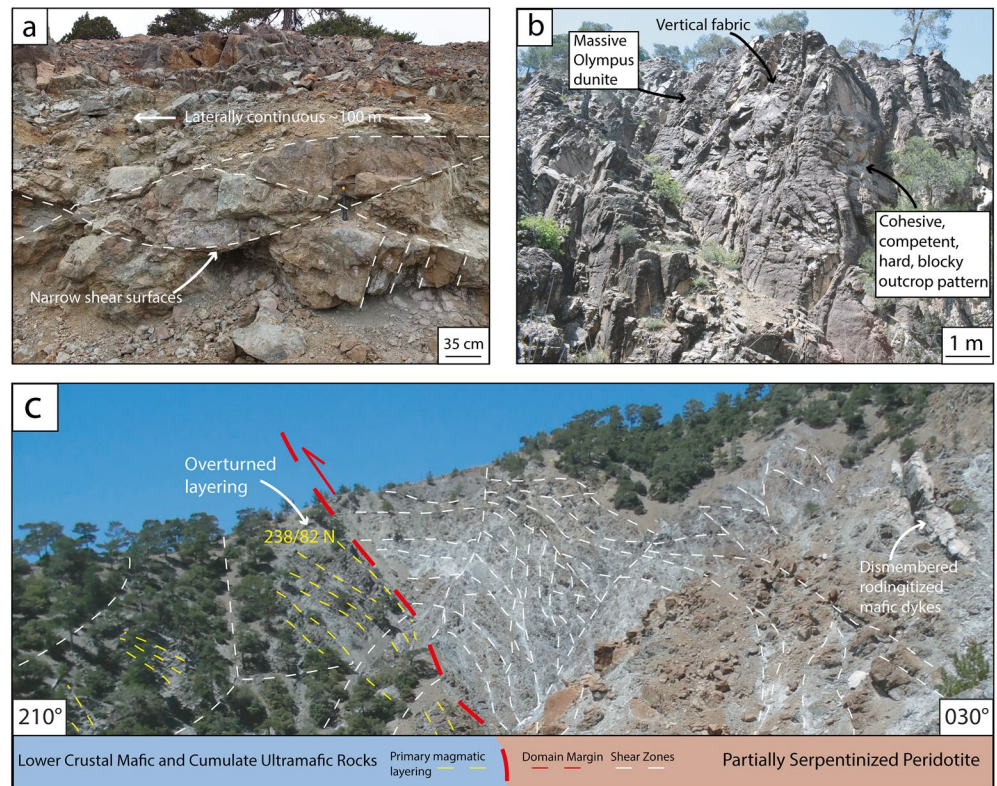 a
Laterally continuous ~100 m
Narrow shear surfaces
35 cm
b
Massive
Olympus
dunite
Vertical fabric
Cohesive,
competent,
hard, blocky
outcrop pattern
1 m
c
Overturned
layering
238/82 N
Dismembered
rodingitized
mafic dykes
210°
030°
Lower Crustal Mafic and Cumulate Ultramafic Rocks
Primary magmatic
layering
Domain Margin
Shear Zones
Partially Serpentinized Peridotite